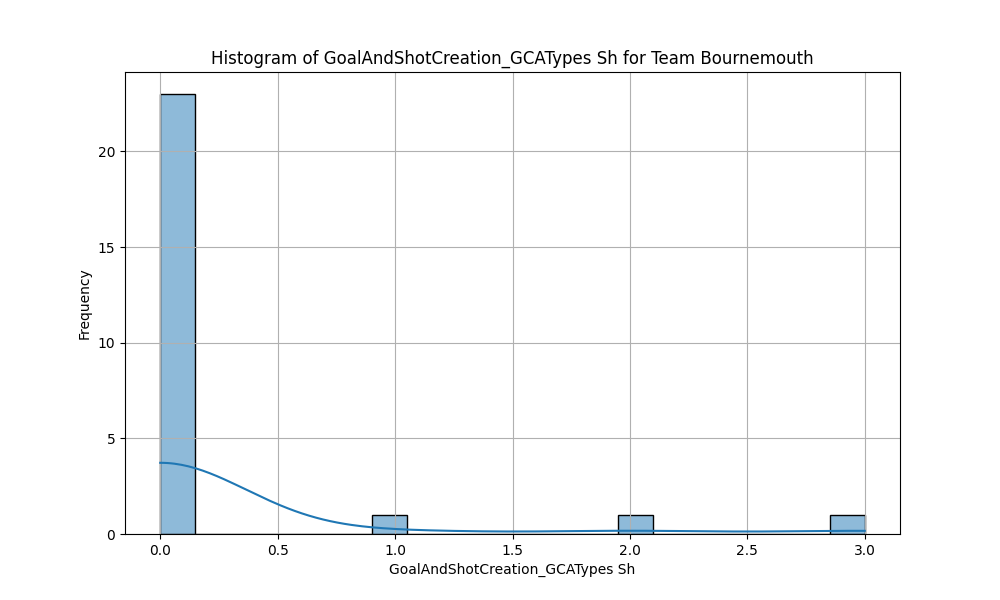 Histogram of GoalAndShotCreation_GCATypes Sh for Team Bournemouth
Frequency
20
15
10
5
0
0.0 0.5 1.0 1.5 2.0 2.5 3.0
GoalAndShotCreation_GCATypes Sh